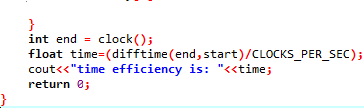 }
int end = clock();
float time=(difftime(end,start)/CLOCKS_PER_SEC);
cout<<"time efficiency is: "<<time;
return 0;
}